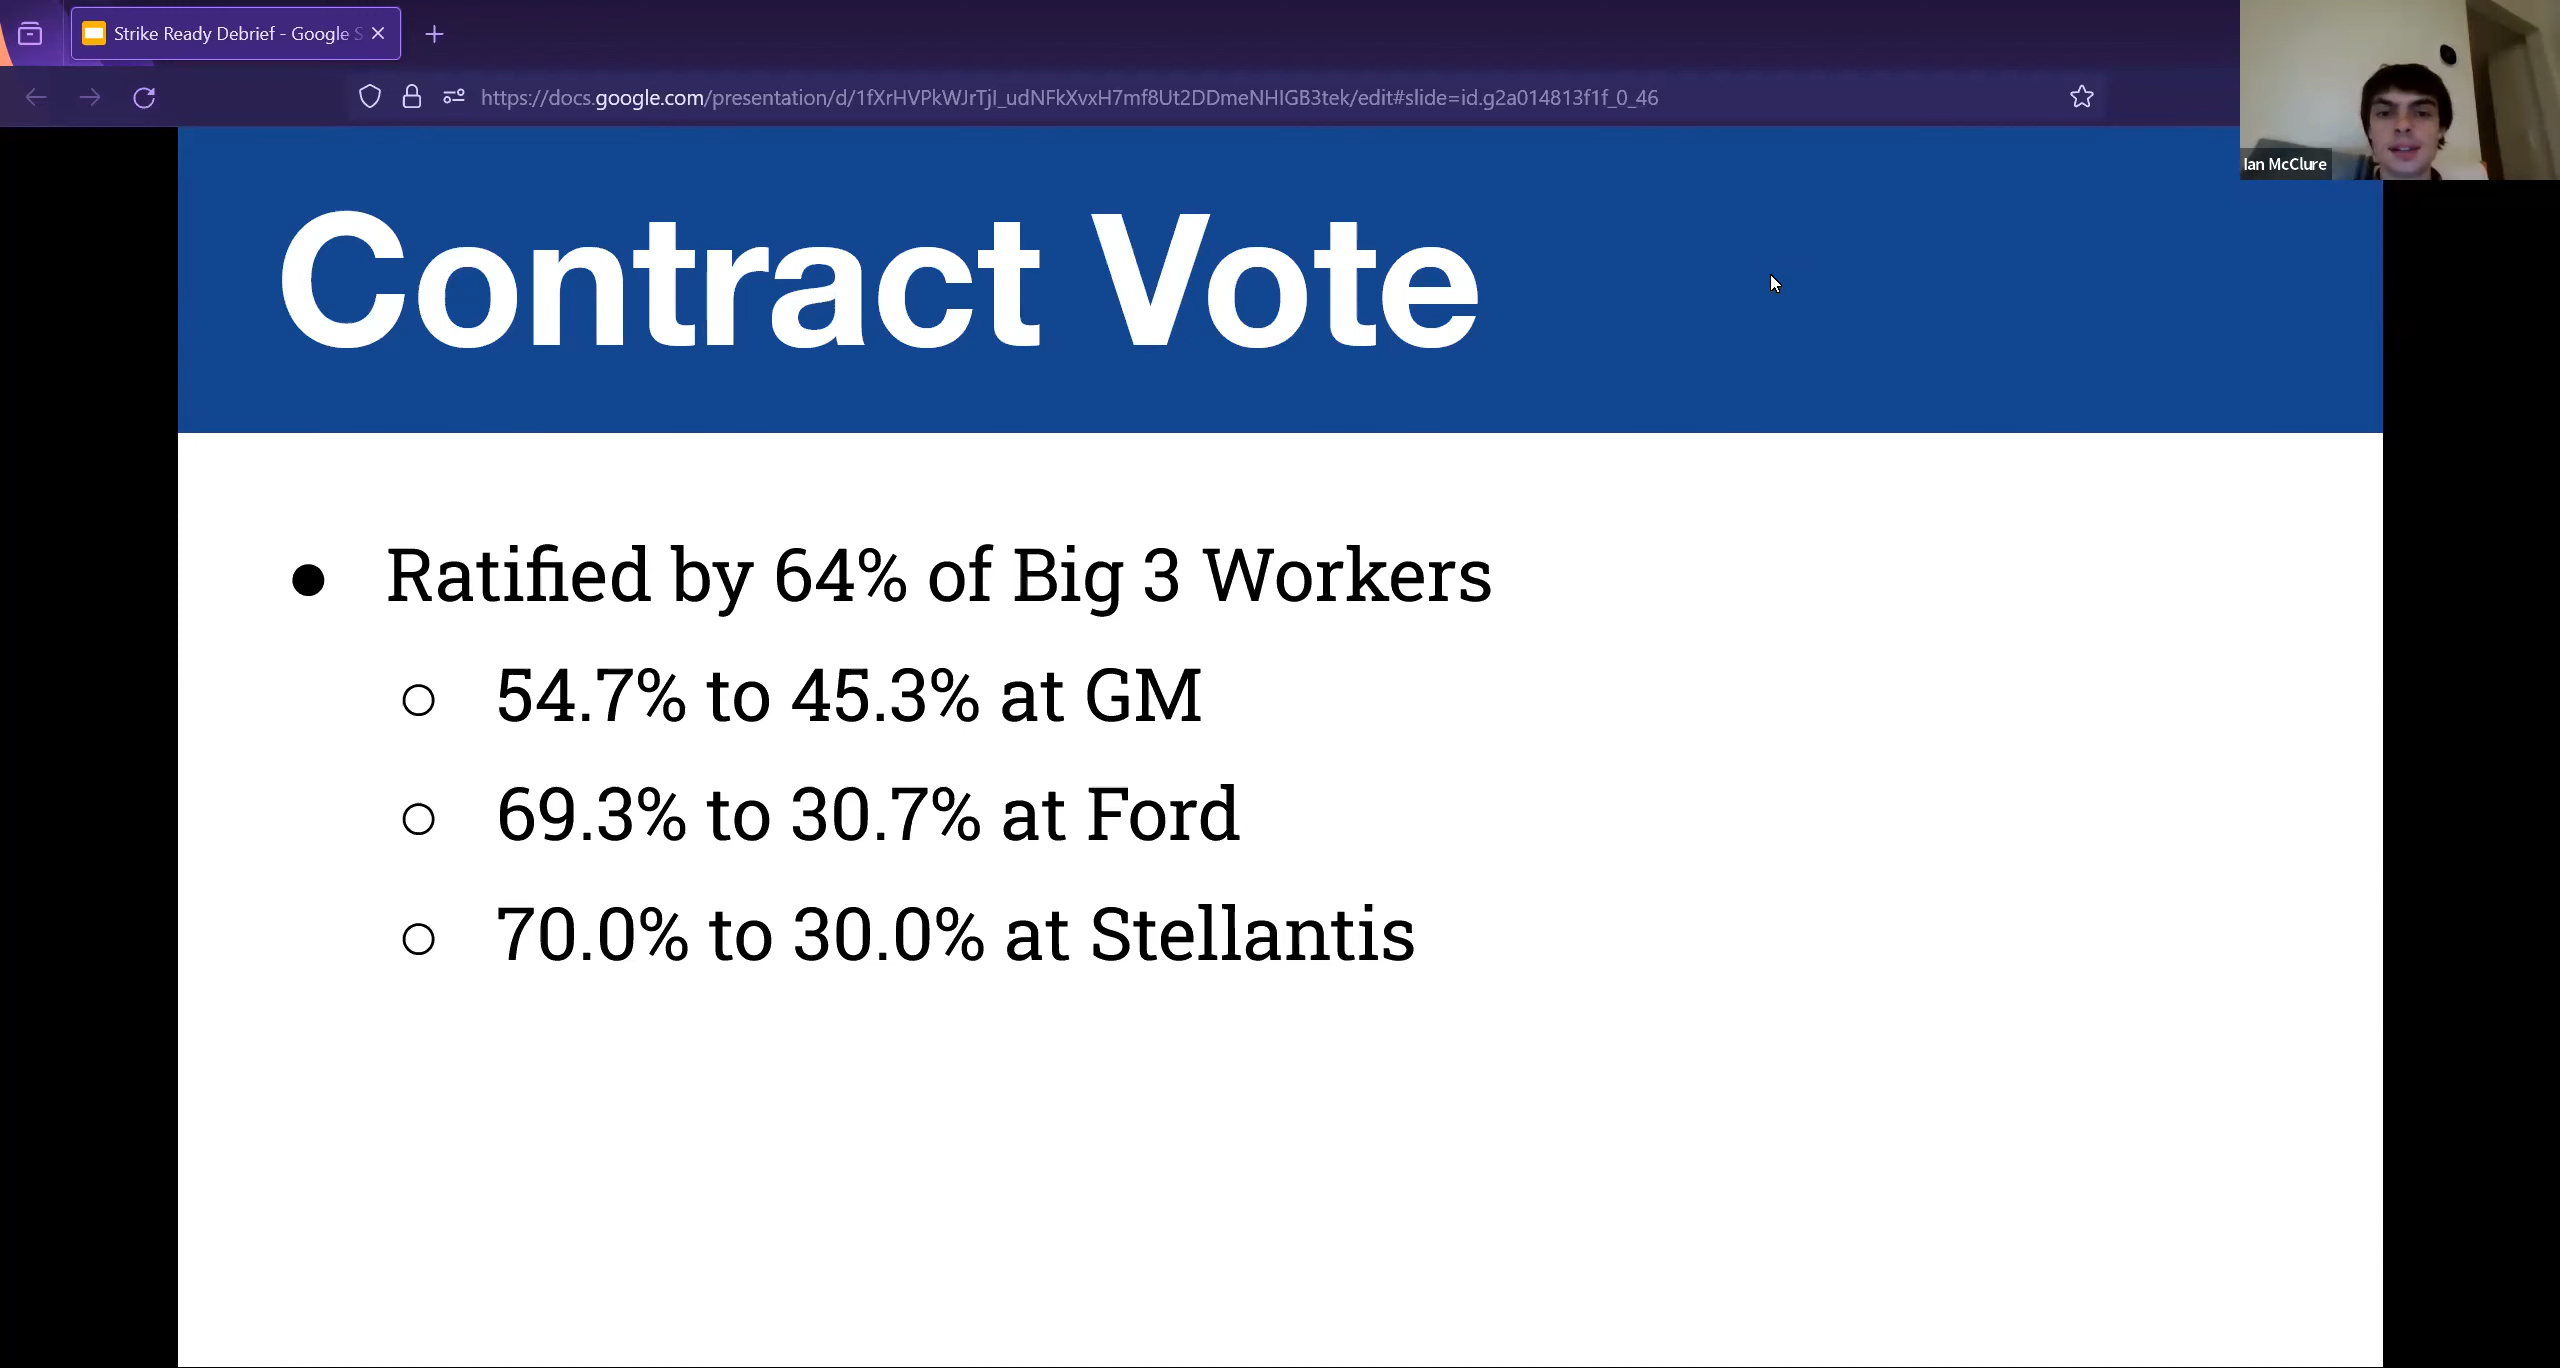 Strike Ready Debrief - Google S
https://docs.google.com/presentation/d/1fXrHVPkWJrTjI_udNFkXvxH7mf8Ut2DDmeNHIGB3tek/edit#slide=id.g2a014813f1f_0_46
Ian McClure
Contract Vote
● Ratified by 64% of Big 3 Workers
○ 54.7% to 45.3% at GM
○ 69.3% to 30.7% at Ford
○ 70.0% to 30.0% at Stellantis